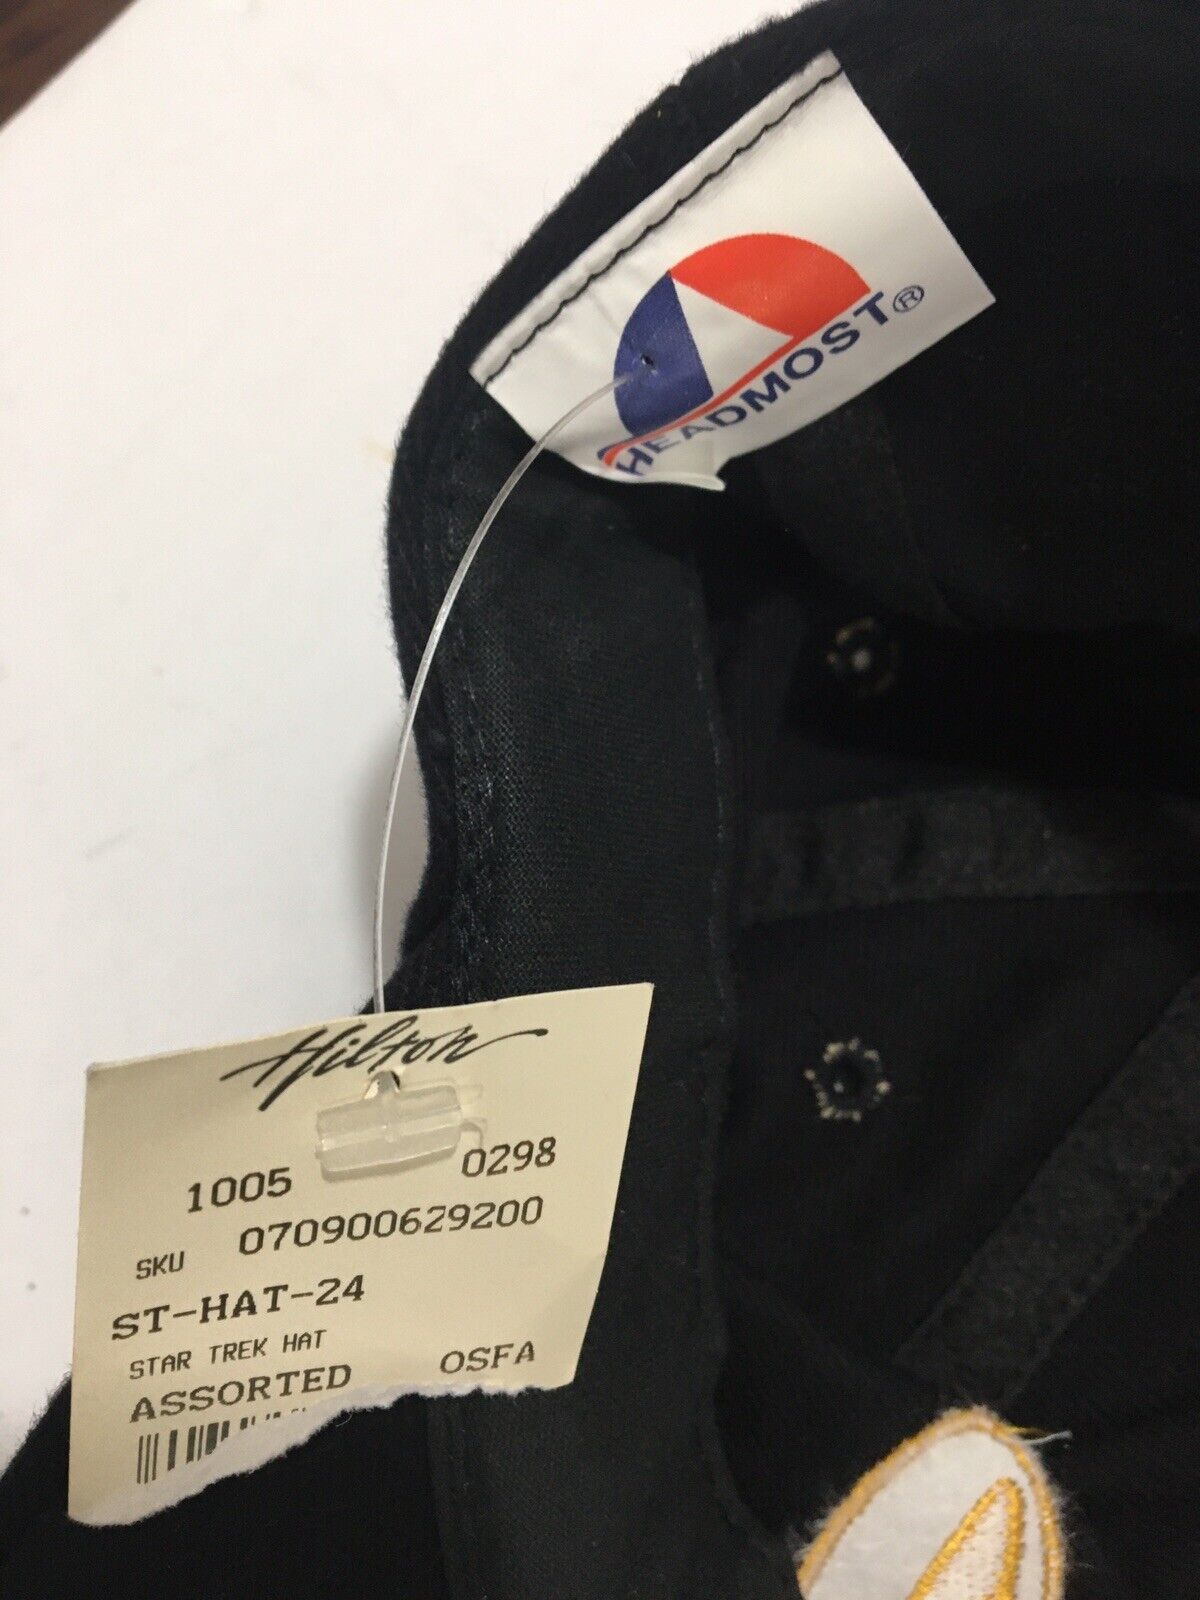 HEADMOST®
Hilton
1005 0298
SKU 070900629200
ST-HAT-24
STAR TREK HAT
ASSORTED OSFA